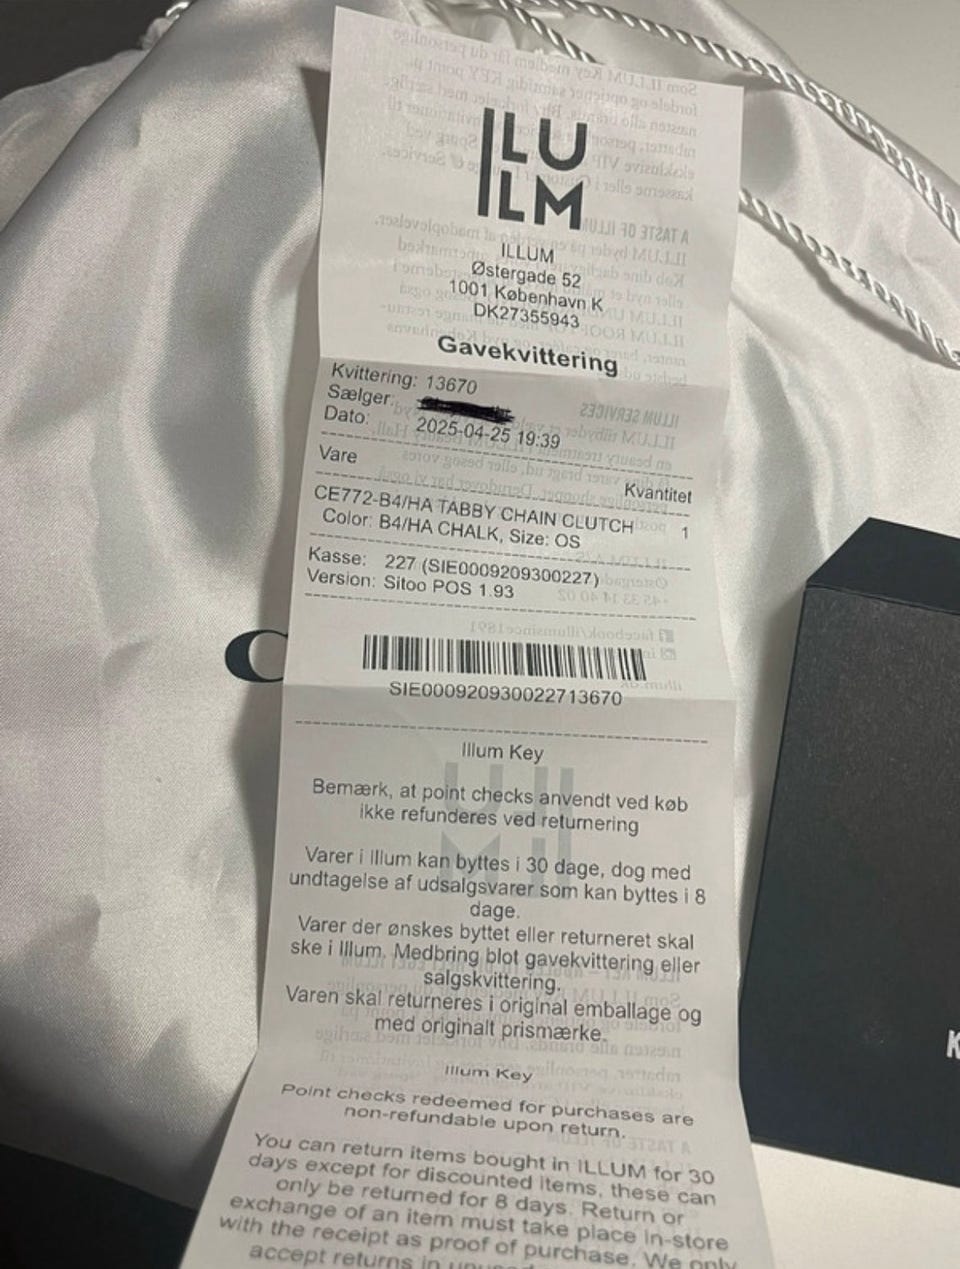 ILLUM
ILLUM
Østergade 52
1001 København K
DK27355943
Gavekvittering
Kvittering: 13670
Sælger:
Dato: 2025-04-25 19:39
Vare Kvantitet
CE772-B4/HA TABBY CHAIN CLUTCH 1
Color: B4/HA CHALK, Size: OS
Kasse: 227 (SIE0009209300227)
Version: Sitoo POS 1.93
SIE000920930022713670
Illum Key
Bemærk, at point checks anvendt ved køb
ikke refunderes ved returnering
Varer i Illum kan byttes i 30 dage, dog med
undtagelse af udsalgsvarer som kan byttes i 8
dage.
Varer der ønskes byttet eller returneret skal
ske i Illum. Medbring blot gavekvittering eller
salgskvittering.
Varen skal returneres i original emballage og
med originalt prismærke.
Illum Key
Point checks redeemed for purchases are
non-refundable upon return.
You can return items bought in ILLUM for 30
days except for discounted items, these can
only be returned for 8 days. Return or
exchange of an item must take place in-store
with the receipt as proof of purchase. We only
accept returns in
C
K